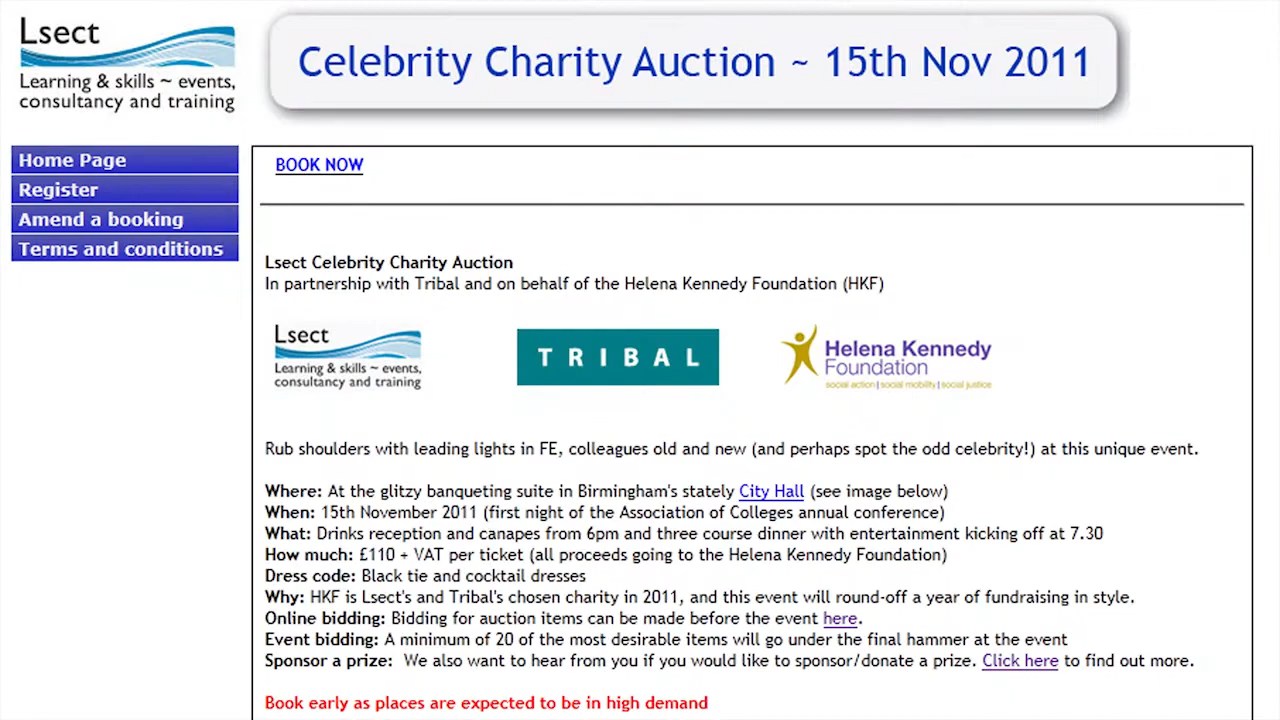 Lsect
Learning & skills ~ events,
consultancy and training
Celebrity Charity Auction ~ 15th Nov 2011
Home Page
Register
Amend a booking
Terms and conditions
BOOK NOW
Lsect Celebrity Charity Auction
In partnership with Tribal and on behalf of the Helena Kennedy Foundation (HKF)
Lsect
Learning & skills ~ events,
consultancy and training
TRIBAL
Helena Kennedy
Foundation
social action | social mobility | social justice
Rub shoulders with leading lights in FE, colleagues old and new (and perhaps spot the odd celebrity!) at this unique event.
Where: At the glitzy banqueting suite in Birmingham's stately City Hall (see image below)
When: 15th November 2011 (first night of the Association of Colleges annual conference)
What: Drinks reception and canapes from 6pm and three course dinner with entertainment kicking off at 7.30
How much: £110 + VAT per ticket (all proceeds going to the Helena Kennedy Foundation)
Dress code: Black tie and cocktail dresses
Why: HKF is Lsect's and Tribal's chosen charity in 2011, and this event will round-off a year of fundraising in style.
Online bidding: Bidding for auction items can be made before the event here.
Event bidding: A minimum of 20 of the most desirable items will go under the final hammer at the event
Sponsor a prize: We also want to hear from you if you would like to sponsor/donate a prize. Click here to find out more.
Book early as places are expected to be in high demand